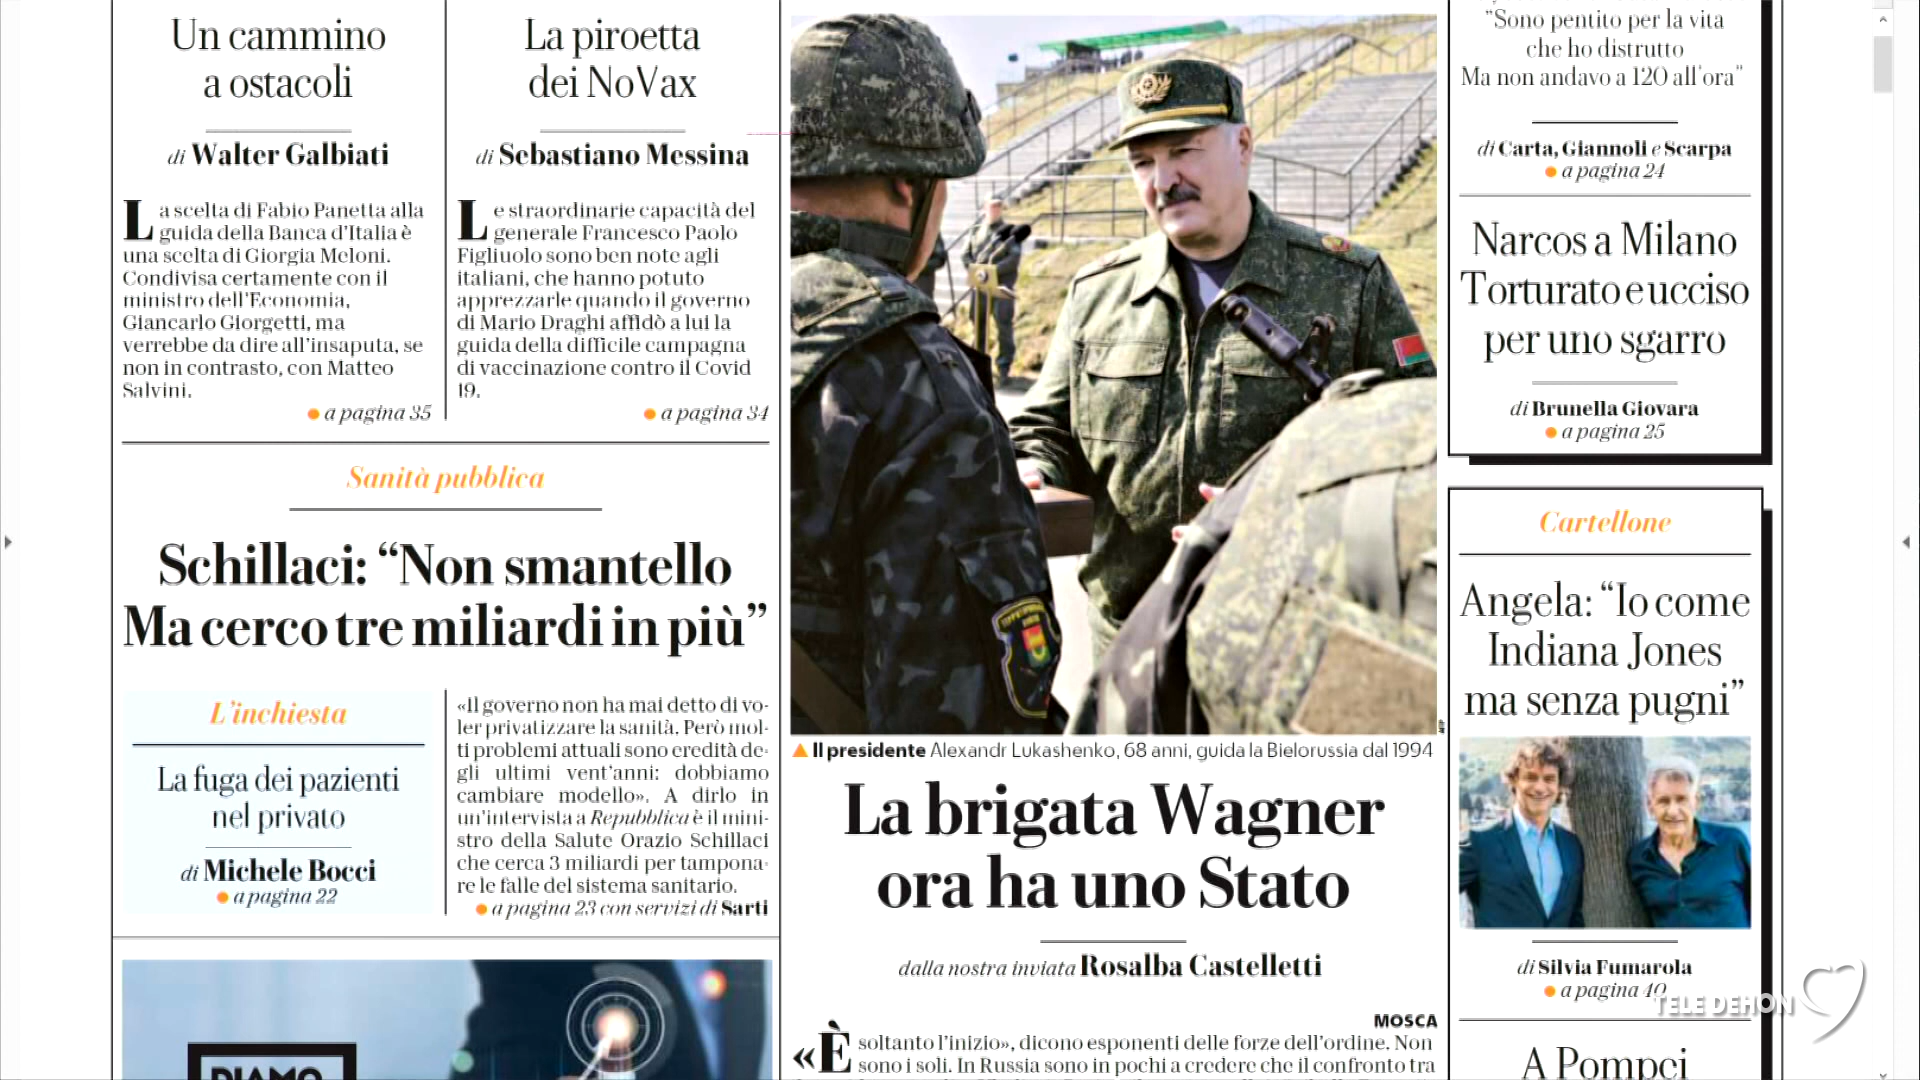 Un cammino
a ostacoli
di Walter Galbiati
La scelta di Fabio Panetta alla
guida della Banca d'Italia è
una scelta di Giorgia Meloni.
Condivisa certamente con il
ministro dell'Economia,
Giancarlo Giorgetti, ma
verrebbe da dire all'insaputa, se
non in contrasto, con Matteo
Salvini.
a pagina 35
La piroetta
dei NoVax
di Sebastiano Messina
Le straordinarie capacità del
generale Francesco Paolo
Figliuolo sono ben note agli
italiani, che hanno potuto
apprezzarle quando il governo
di Mario Draghi affidò a lui la
guida della difficile campagna
di vaccinazione contro il Covid
19.
a pagina 34
Sanità pubblica
Schillaci: “Non smantello
Ma cerco tre miliardi in più”
L'inchiesta
La fuga dei pazienti
nel privato
di Michele Bocci
a pagina 22
«Il governo non ha mai detto di vo-
ler privatizzare la sanità. Però mol-
ti problemi attuali sono eredità de-
gli ultimi vent'anni: dobbiamo
cambiare modello». A dirlo in
un'intervista a Repubblica è il mini-
stro della Salute Orazio Schillaci
che cerca 3 miliardi per tampona-
re le falle del sistema sanitario.
a pagina 23 con servizi di Sarti
DIAMO
Il presidente Alexandr Lukashenko, 68 anni, guida la Bielorussia dal 1994
La brigata Wagner
ora ha uno Stato
dalla nostra inviata Rosalba Castelletti
MOSCA
«È soltanto l'inizio», dicono esponenti delle forze dell'ordine. Non
sono i soli. In Russia sono in pochi a credere che il confronto tra
"Sono pentito per la vita
che ho distrutto
Ma non andavo a 120 all'ora"
di Carta, Giannoli e Scarpa
a pagina 24
Narcos a Milano
Torturato e ucciso
per uno sgarro
di Brunella Giovara
a pagina 25
Cartellone
Angela: “Io come
Indiana Jones
ma senza pugni”
di Silvia Fumarola
a pagina 40
TELE DEHON
A Pompei